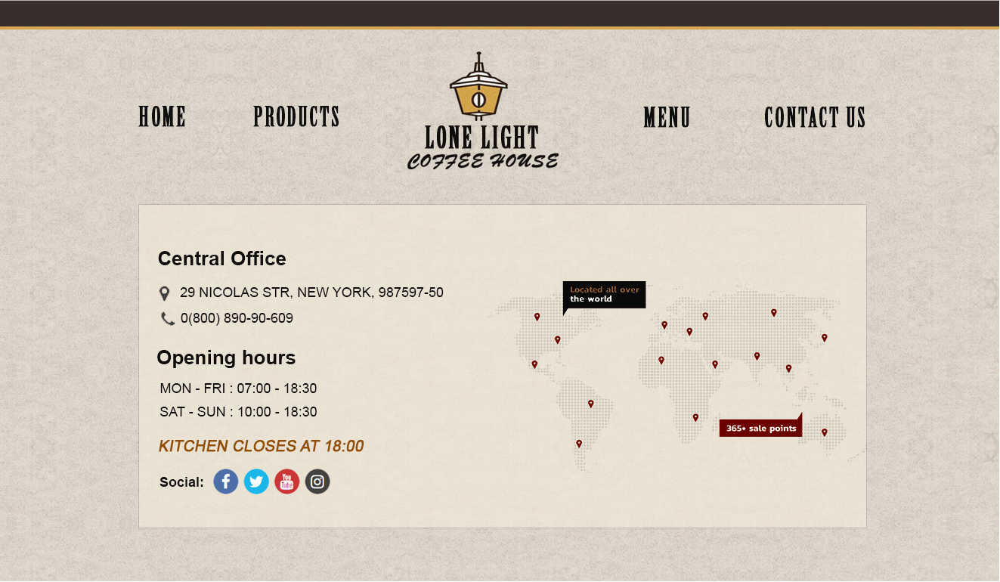 HOME
PRODUCTS
LONE LIGHT
COFFEE HOUSE
MENU
CONTACT US
Central Office
29 NICOLAS STR, NEW YORK, 987597-50
0(800) 890-90-609
Opening hours
MON - FRI : 07:00 - 18:30
SAT - SUN : 10:00 - 18:30
KITCHEN CLOSES AT 18:00
Social:
f
You
Tube
Located all over
the world
365+ sale points